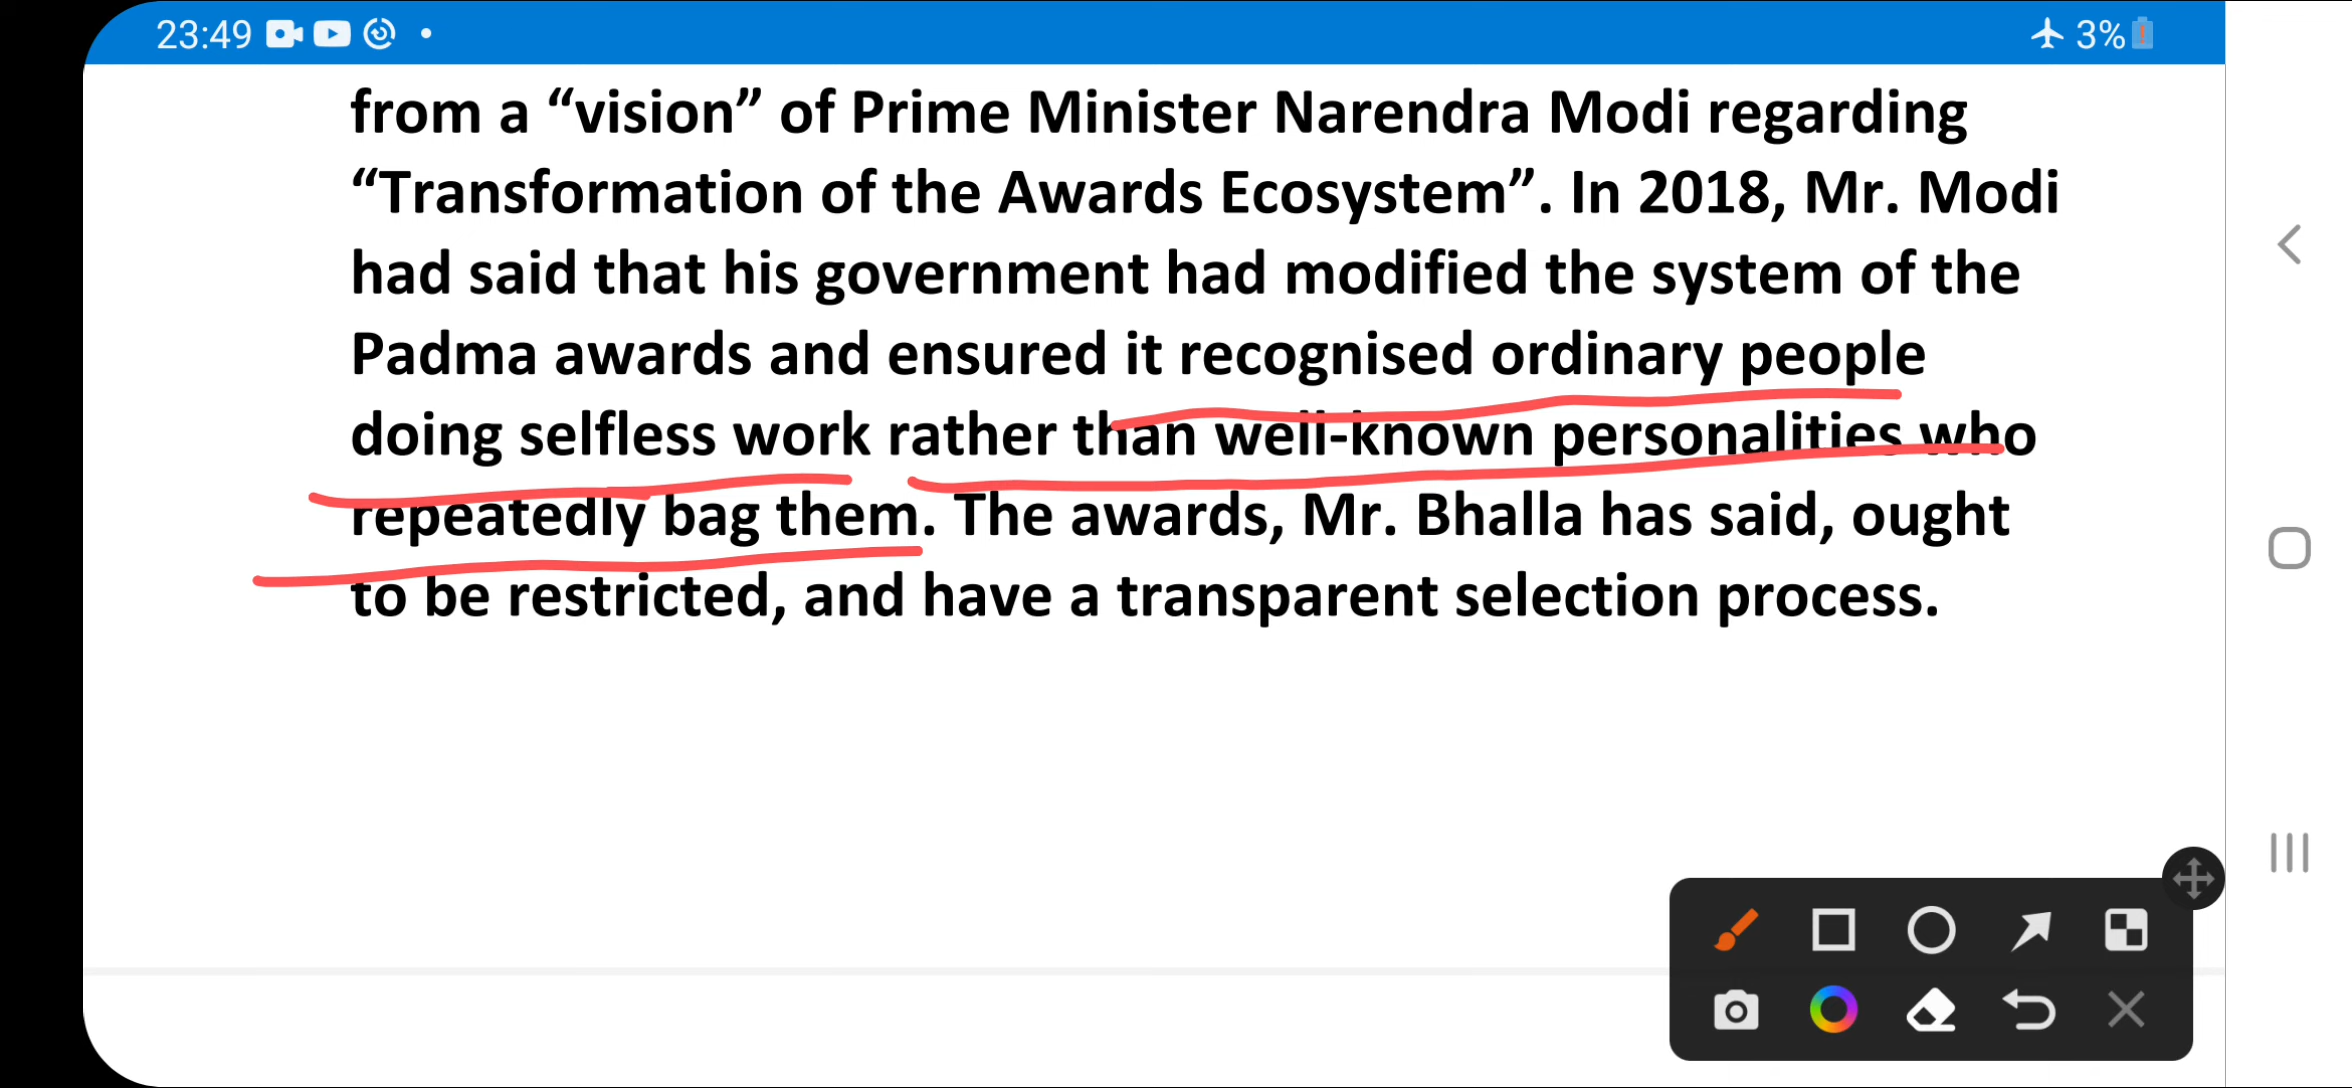 23:49
3%
from a “vision” of Prime Minister Narendra Modi regarding
“Transformation of the Awards Ecosystem”. In 2018, Mr. Modi
had said that his government had modified the system of the
Padma awards and ensured it recognised ordinary people
doing selfless work rather than well-known personalities who
repeatedly bag them. The awards, Mr. Bhalla has said, ought
to be restricted, and have a transparent selection process.